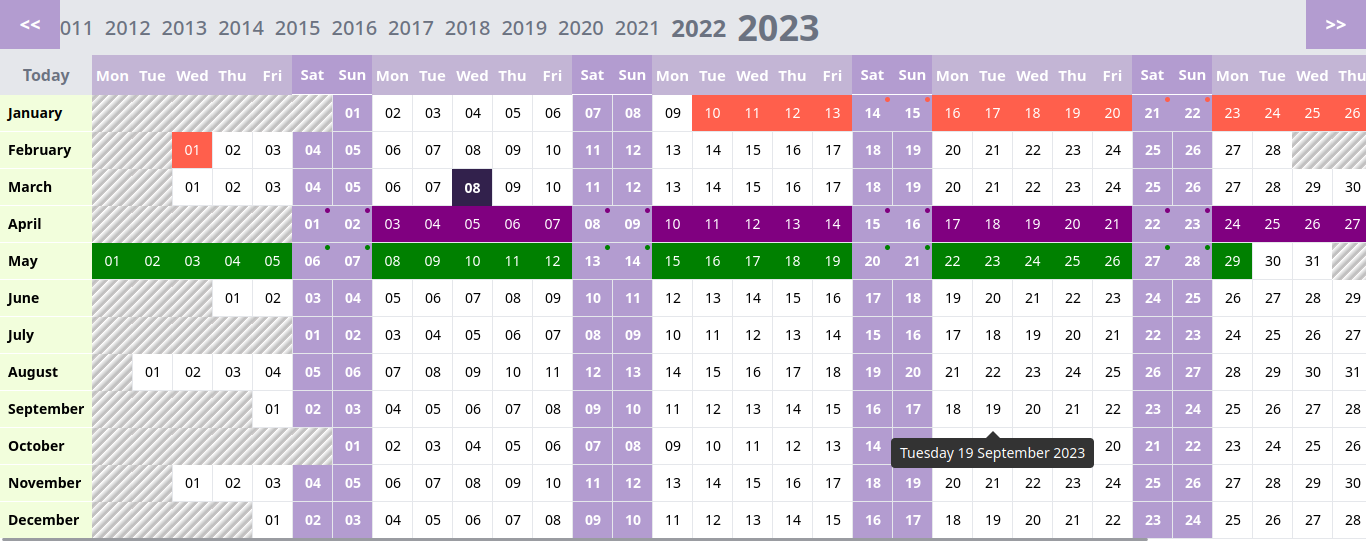 << 011 2012 2013 2014 2015 2016 2017 2018 2019 2020 2021 2022 2023 >>
Today Mon Tue Wed Thu Fri Sat Sun Mon Tue Wed Thu Fri Sat Sun Mon Tue Wed Thu Fri Sat Sun Mon Tue Wed Thu Fri Sat Sun Mon Tue Wed Thu
January 01 02 03 04 05 06 07 08 09 10 11 12 13 14 15 16 17 18 19 20 21 22 23 24 25 26
February 01 02 03 04 05 06 07 08 09 10 11 12 13 14 15 16 17 18 19 20 21 22 23 24 25 26 27 28
March 01 02 03 04 05 06 07 08 09 10 11 12 13 14 15 16 17 18 19 20 21 22 23 24 25 26 27 28 29 30
April 01 02 03 04 05 06 07 08 09 10 11 12 13 14 15 16 17 18 19 20 21 22 23 24 25 26 27
May 01 02 03 04 05 06 07 08 09 10 11 12 13 14 15 16 17 18 19 20 21 22 23 24 25 26 27 28 29 30 31
June 01 02 03 04 05 06 07 08 09 10 11 12 13 14 15 16 17 18 19 20 21 22 23 24 25 26 27 28 29
July 01 02 03 04 05 06 07 08 09 10 11 12 13 14 15 16 17 18 19 20 21 22 23 24 25 26 27
August 01 02 03 04 05 06 07 08 09 10 11 12 13 14 15 16 17 18 19 20 21 22 23 24 25 26 27 28 29 30 31
September 01 02 03 04 05 06 07 08 09 10 11 12 13 14 15 16 17 18 19 20 21 22 23 24 25 26 27 28
October 01 02 03 04 05 06 07 08 09 10 11 12 13 14 20 21 22 23 24 25 26
Tuesday 19 September 2023
November 01 02 03 04 05 06 07 08 09 10 11 12 13 14 15 16 17 18 19 20 21 22 23 24 25 26 27 28 29 30
December 01 02 03 04 05 06 07 08 09 10 11 12 13 14 15 16 17 18 19 20 21 22 23 24 25 26 27 28